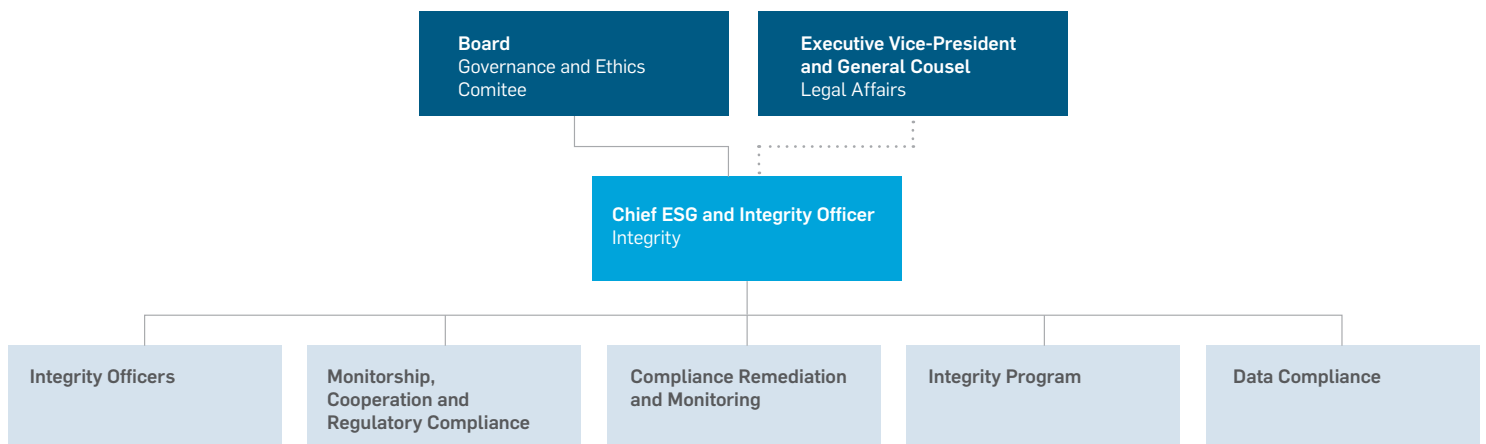 Board
Governance and Ethics
Comitee
Executive Vice-President
and General Cousel
Legal Affairs
Chief ESG and Integrity Officer
Integrity
Integrity Officers
Monitorship,
Cooperation and
Regulatory Compliance
Compliance Remediation
and Monitoring
Integrity Program
Data Compliance